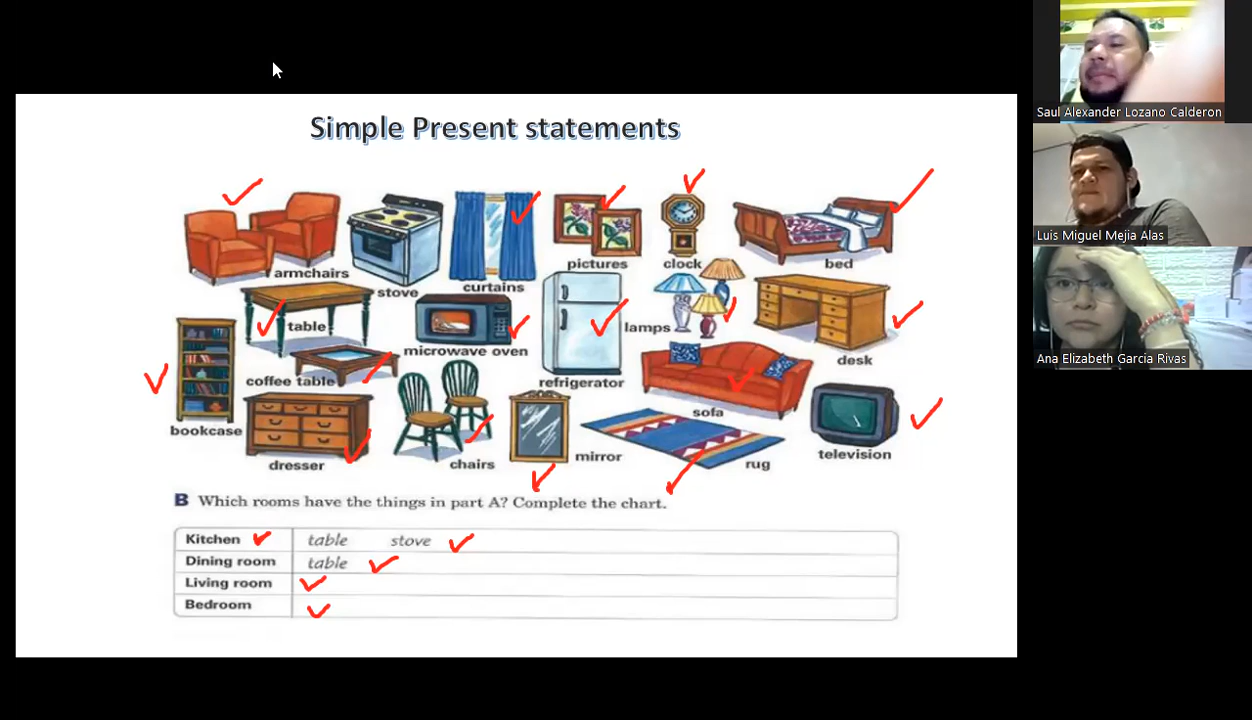 Simple Present statements
armchairs
stove
curtains
pictures
clock
bed
table
microwave oven
lamps
desk
coffee table
refrigerator
sofa
bookcase
dresser
chairs
mirror
rug
television
B Which rooms have the things in part A? Complete the chart.
Kitchen table stove
Dining room table
Living room
Bedroom
Saul Alexander Lozano Calderon
Luis Miguel Mejia Alas
Ana Elizabeth Garcia Rivas